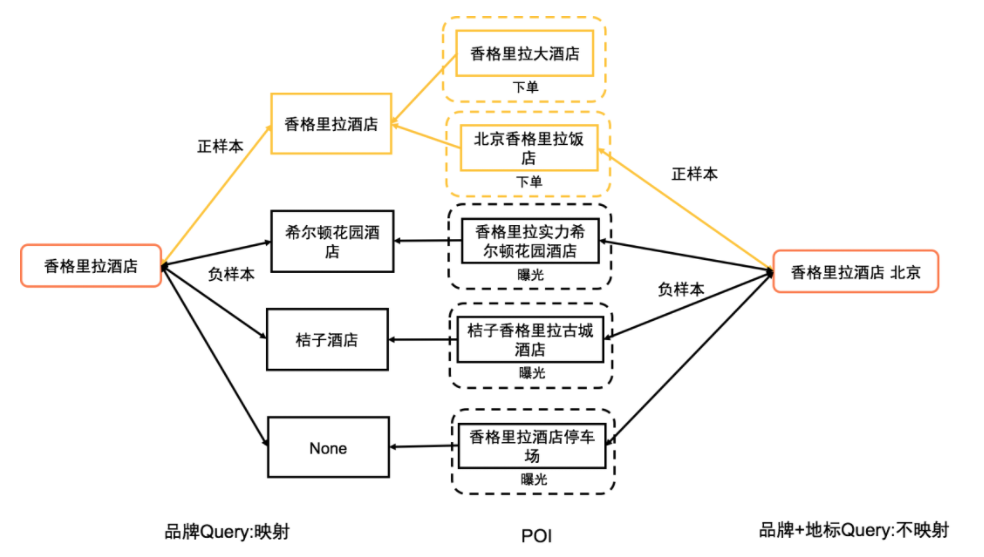 香格里拉大酒店
下单
香格里拉酒店
正样本
北京香格里拉饭
店
下单
正样本
希尔顿花园酒
店
香格里拉实力希
尔顿花园酒店
曝光
香格里拉酒店
负样本
香格里拉酒店 北京
负样本
桔子酒店
桔子香格里拉古城
酒店
曝光
None
香格里拉酒店停车
场
曝光
品牌Query:映射
POI
品牌+地标Query:不映射